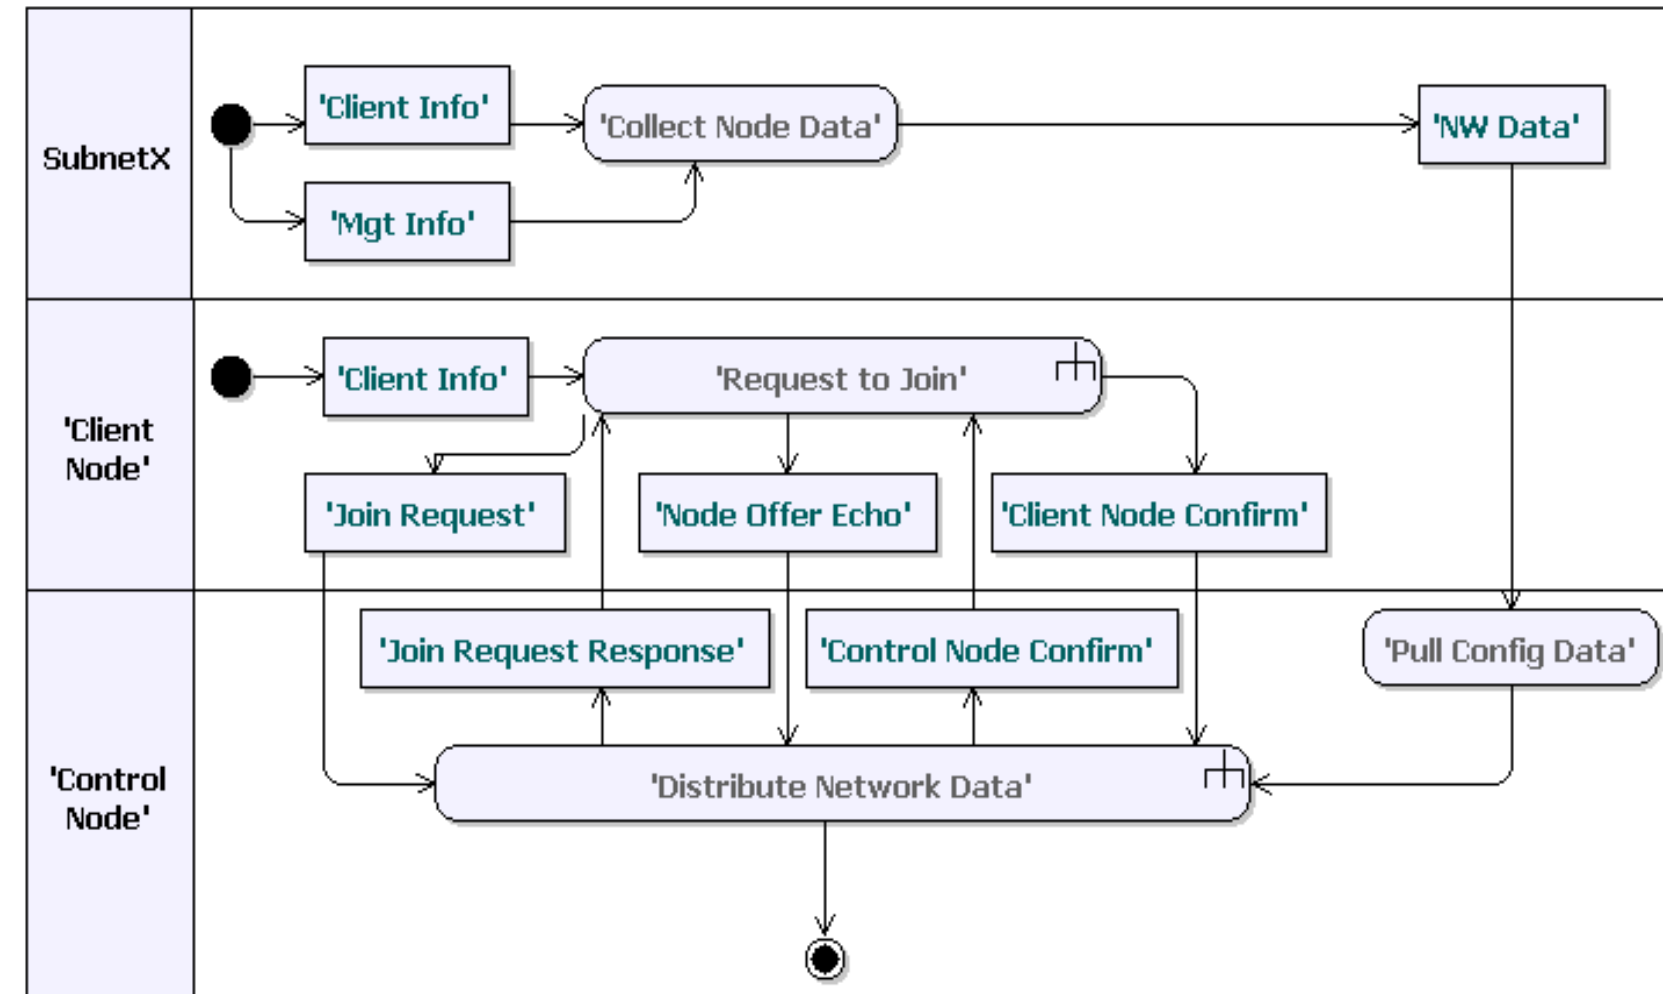 SubnetX
'Client Info'
'Collect Node Data'
'NW Data'
'Mgt Info'
'Client
Node'
'Client Info'
'Request to Join'
'Join Request'
'Node Offer Echo'
'Client Node Confirm'
'Control
Node'
'Join Request Response'
'Control Node Confirm'
'Pull Config Data'
'Distribute Network Data'